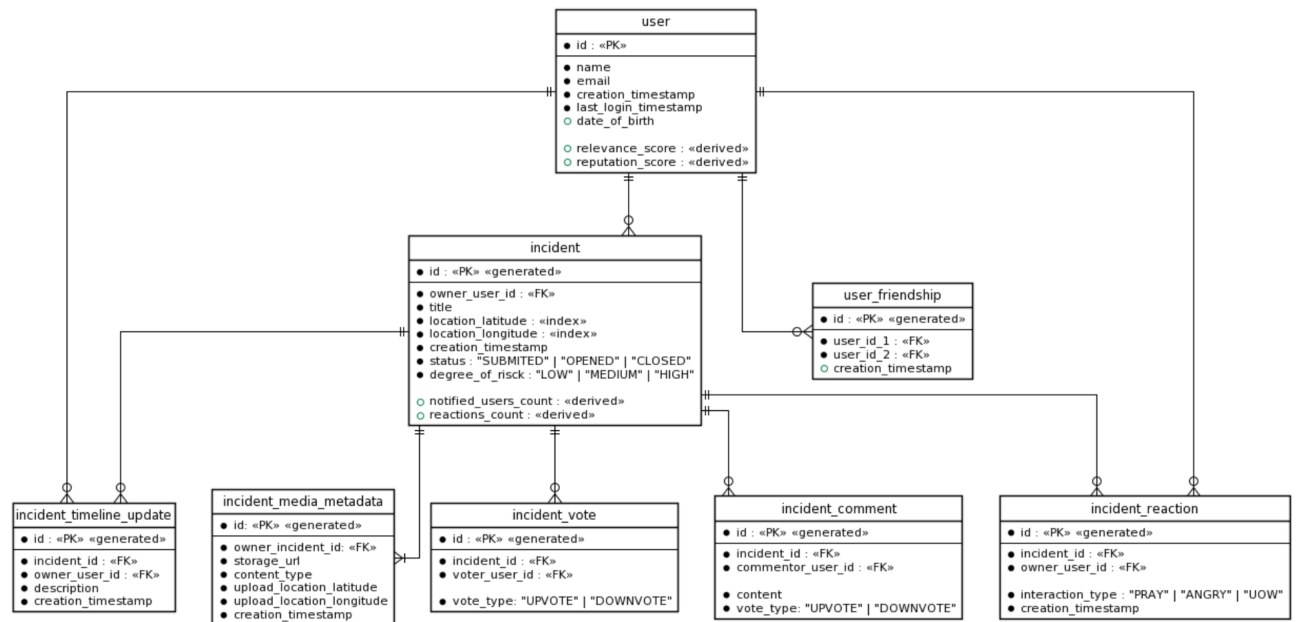 user
id : «PK»
name
email
creation_timestamp
last_login_timestamp
date_of_birth
relevance_score : «derived»
reputation_score : «derived»
incident
id : «PK» «generated»
owner_user_id : «FK»
title
location_latitude : «index»
location_longitude : «index»
creation_timestamp
status : "SUBMITED" | "OPENED" | "CLOSED"
degree_of_risck : "LOW" | "MEDIUM" | "HIGH"
notified_users_count : «derived»
reactions_count : «derived»
user_friendship
id : «PK» «generated»
user_id_1 : «FK»
user_id_2 : «FK»
creation_timestamp
incident_timeline_update
id : «PK» «generated»
incident_id : «FK»
owner_user_id : «FK»
description
creation_timestamp
incident_media_metadata
id: «PK» «generated»
owner_incident_id: «FK»
storage_url
content_type
upload_location_latitude
upload_location_longitude
creation_timestamp
incident_vote
id : «PK» «generated»
incident_id : «FK»
voter_user_id : «FK»
vote_type: "UPVOTE" | "DOWNVOTE"
incident_comment
id : «PK» «generated»
incident_id : «FK»
commentor_user_id : «FK»
content
vote_type: "UPVOTE" | "DOWNVOTE"
incident_reaction
id : «PK» «generated»
incident_id : «FK»
owner_user_id : «FK»
interaction_type : "PRAY" | "ANGRY" | "UOW"
creation_timestamp